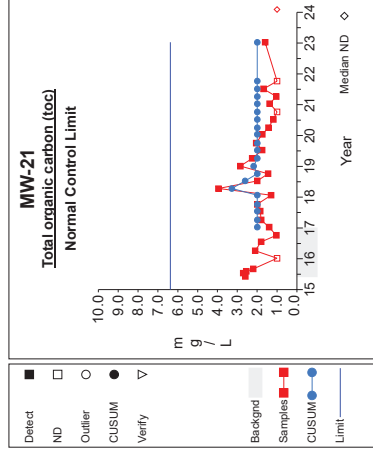 MW-21
Total organic carbon (toc)
Normal Control Limit
10.0
9.0
8.0
7.0
6.0
5.0
4.0
3.0
2.0
1.0
0.0
m
g /
L
15
16
17
18
19
20
21
22
23
24
Year
Median ND
Detect
ND
Outlier
CUSUM
Verify
Backgnd
Samples
CUSUM
Limit